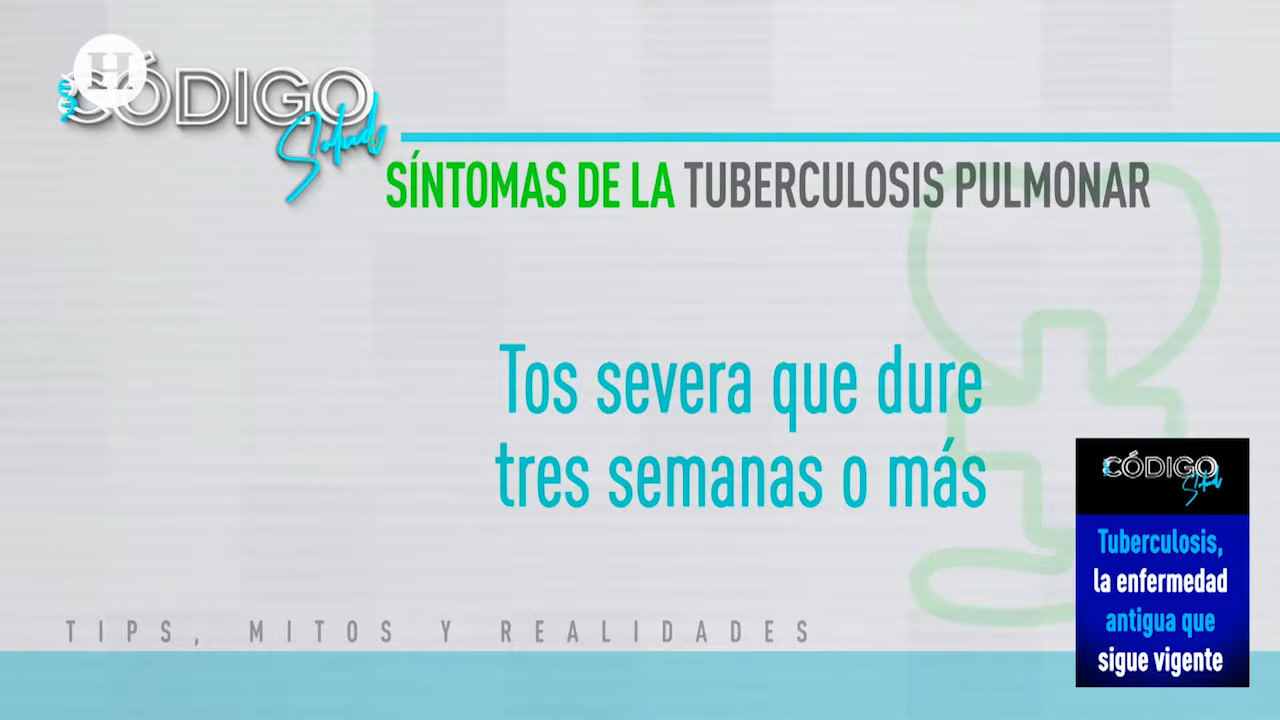 H
CÓDIGO
Salud
SÍNTOMAS DE LA TUBERCULOSIS PULMONAR
Tos severa que dure
tres semanas o más
CÓDIGO
Salud
Tuberculosis,
la enfermedad
antigua que
sigue vigente
TIPS, MITOS Y REALIDADES